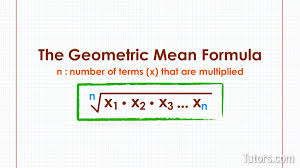 The Geometric Mean Formula
n : number of terms (x) that are multiplied
ⁿ√x₁ • x₂ • x₃ ... xₙ
Tutors.com